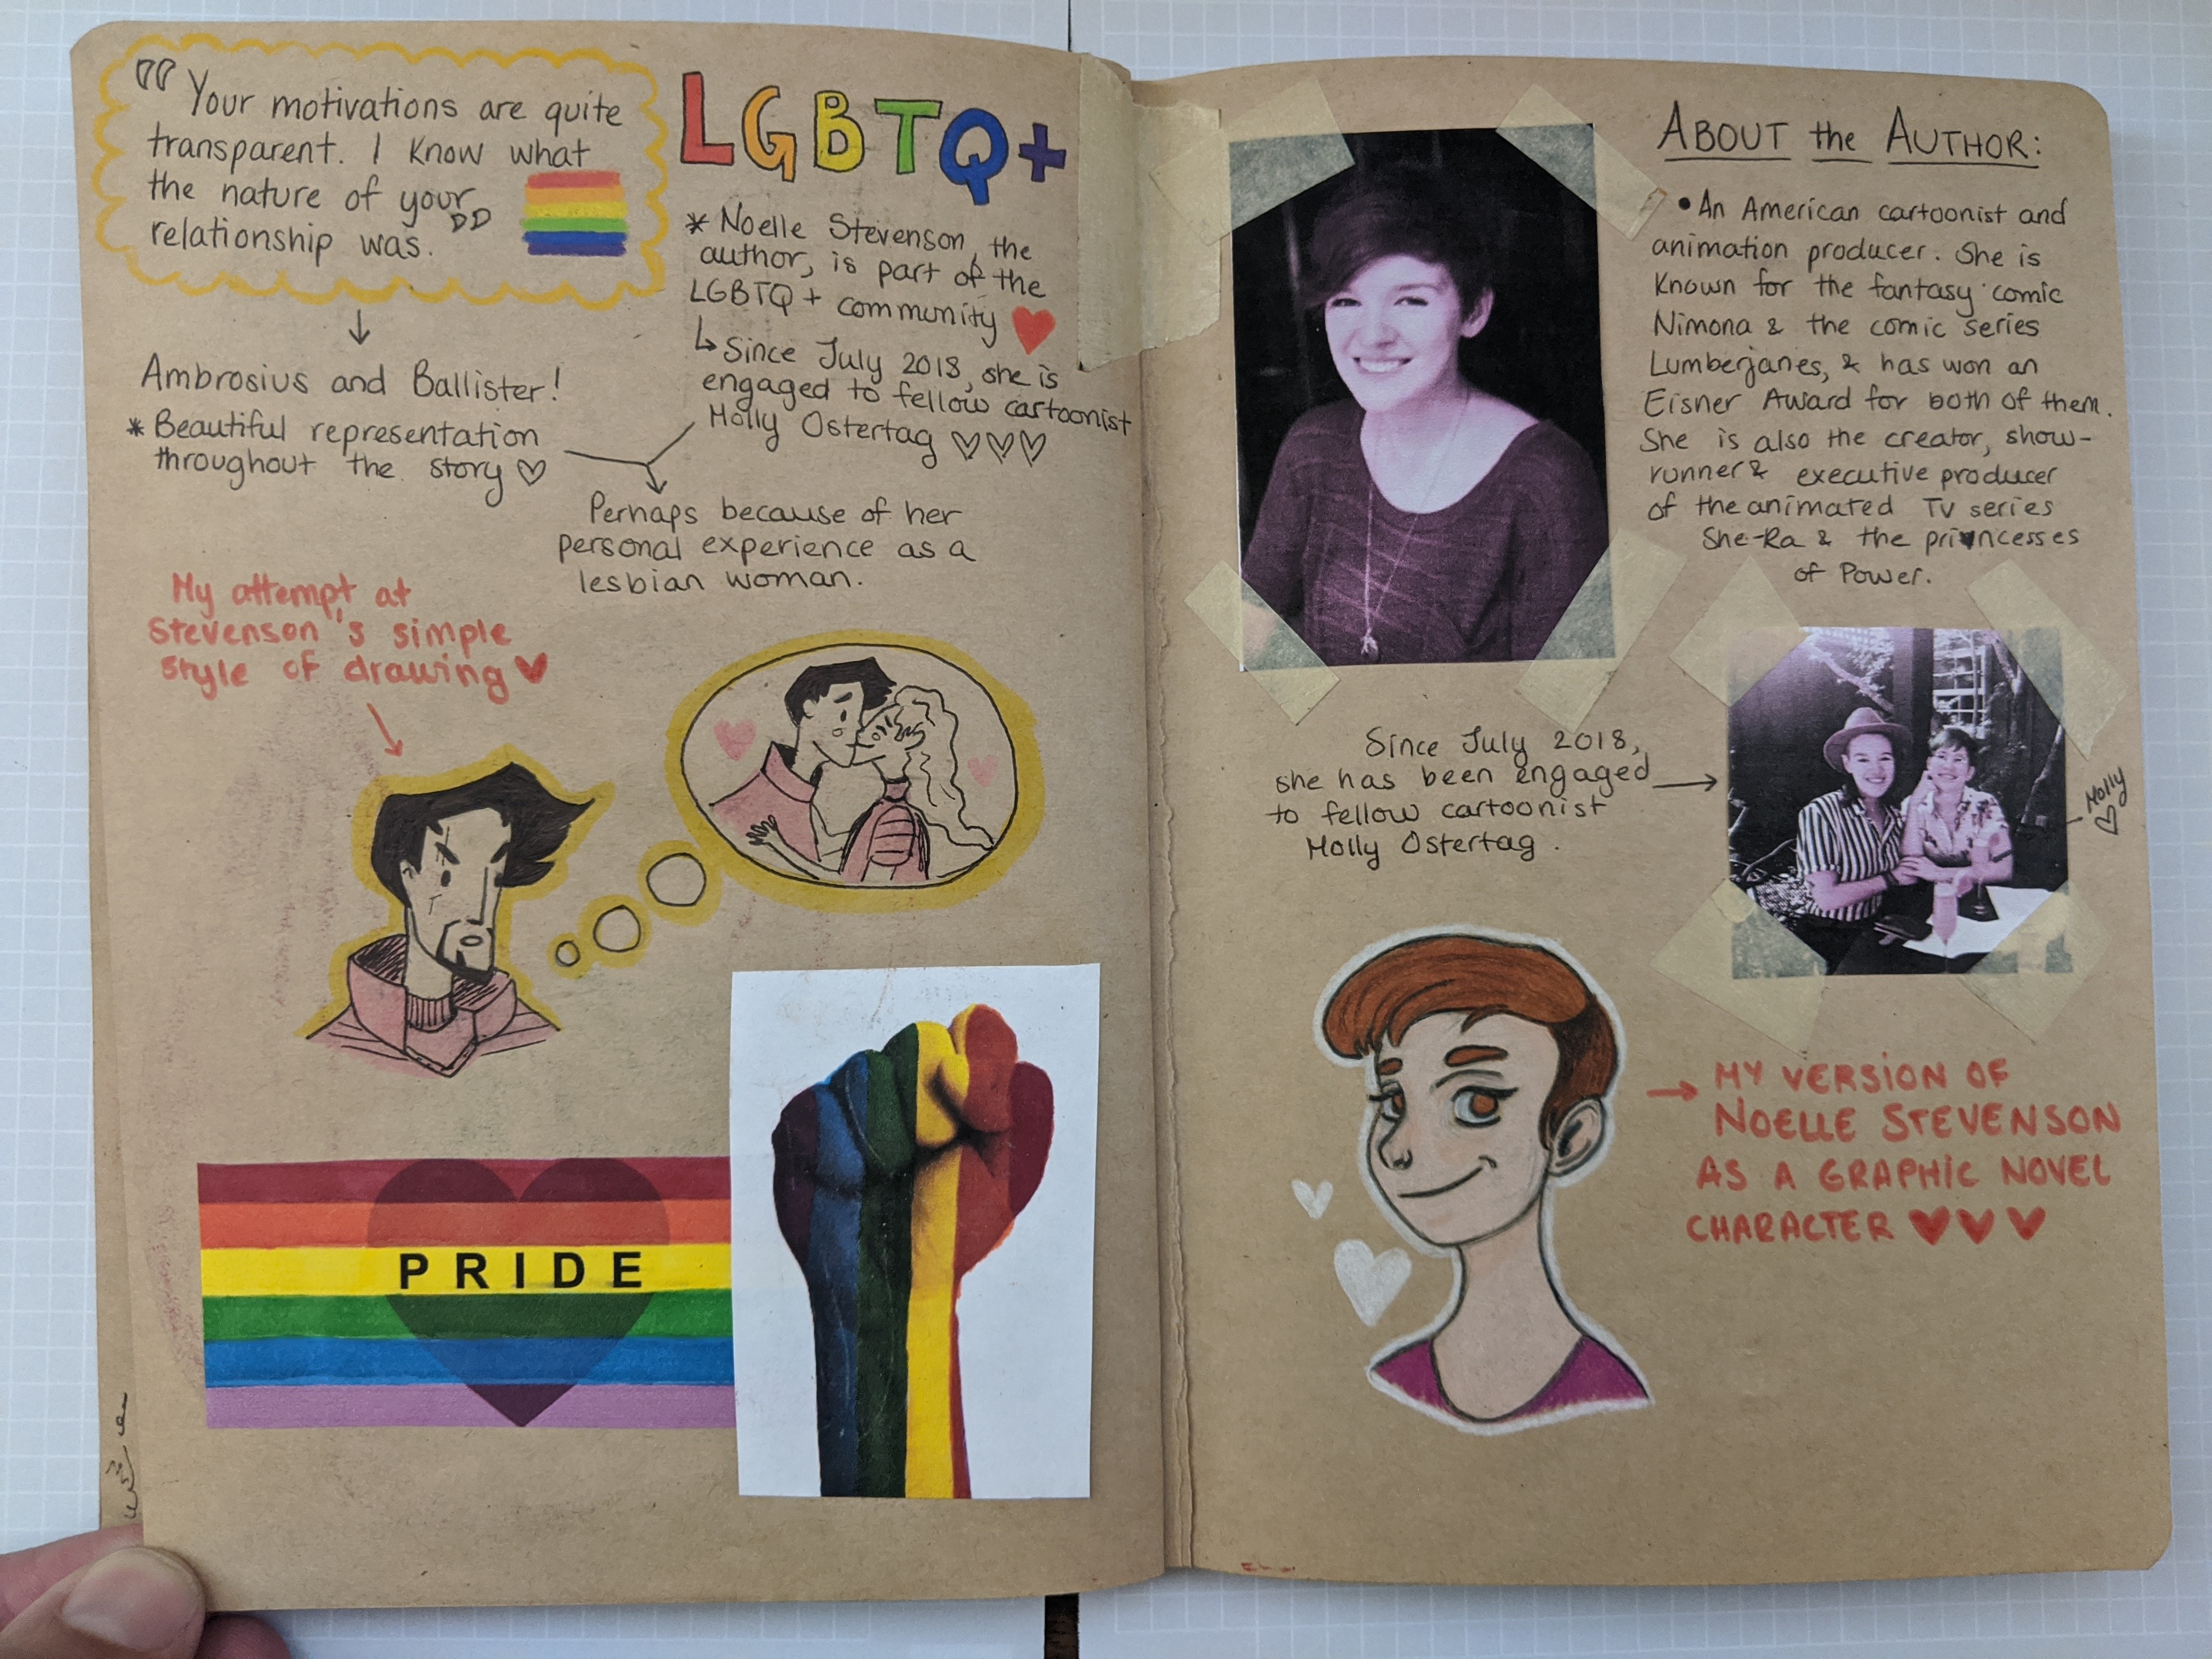 "Your motivations are quite
transparent. I know what
the nature of your
relationship was."
↓
Ambrosius and Ballister!
* Beautiful representation
throughout the story ♡
LGBTQ+
* Noelle Stevenson, the
author, is part of the
LGBTQ+ community ♥
↳ Since July 2018, she is
engaged to fellow cartoonist
Molly Ostertag ♡♡♡
Perhaps because of her
personal experience as a
lesbian woman.
My attempt at
Stevenson"s simple
style of drawing ♥
PRIDE
ABOUT the AUTHOR:
• An American cartoonist and
animation producer. She is
known for the fantasy comic
Nimona & the comic series
Lumberjanes, & has won an
Eisner Award for both of them.
She is also the creator, show-
runner & executive producer
of the animated TV series
She-Ra & the princesses
of Power.
Since July 2018,
she has been engaged →
to fellow cartoonist
Molly Ostertag.
Molly
♡
→ MY VERSION OF
NOELLE STEVENSON
AS A GRAPHIC NOVEL
CHARACTER ♥♥♥